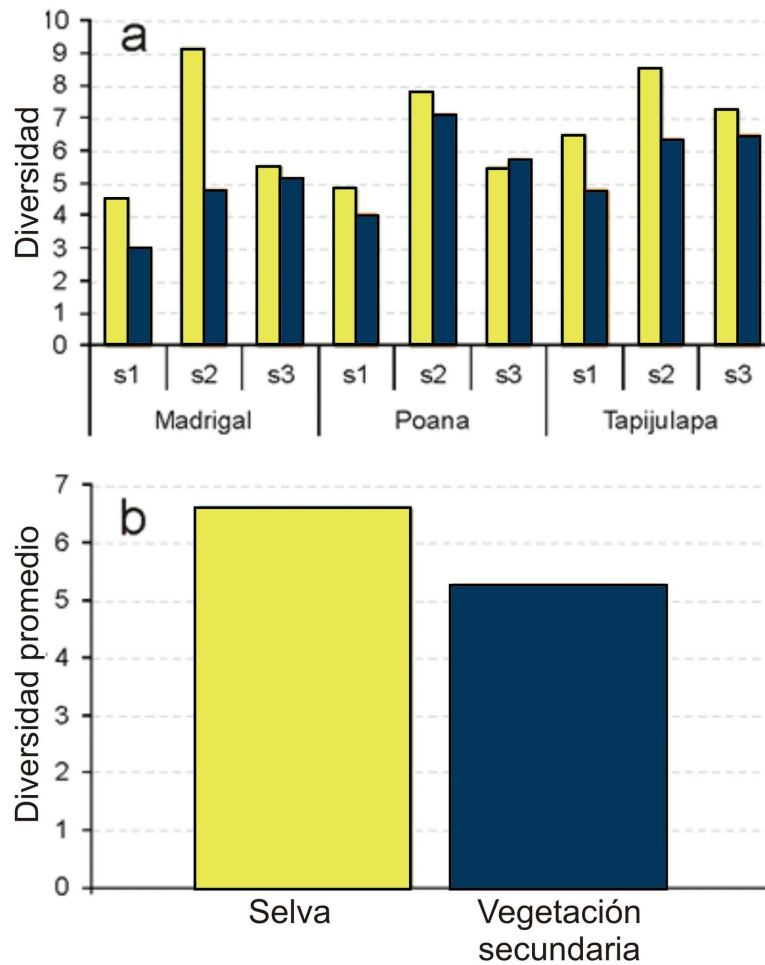 a
Diversidad
10
9
8
7
6
5
4
3
2
1
0
s1 s2 s3 s1 s2 s3 s1 s2 s3
Madrigal Poana Tapijulapa
b
Diversidad promedio
7
6
5
4
3
2
1
0
Selva Vegetación
secundaria